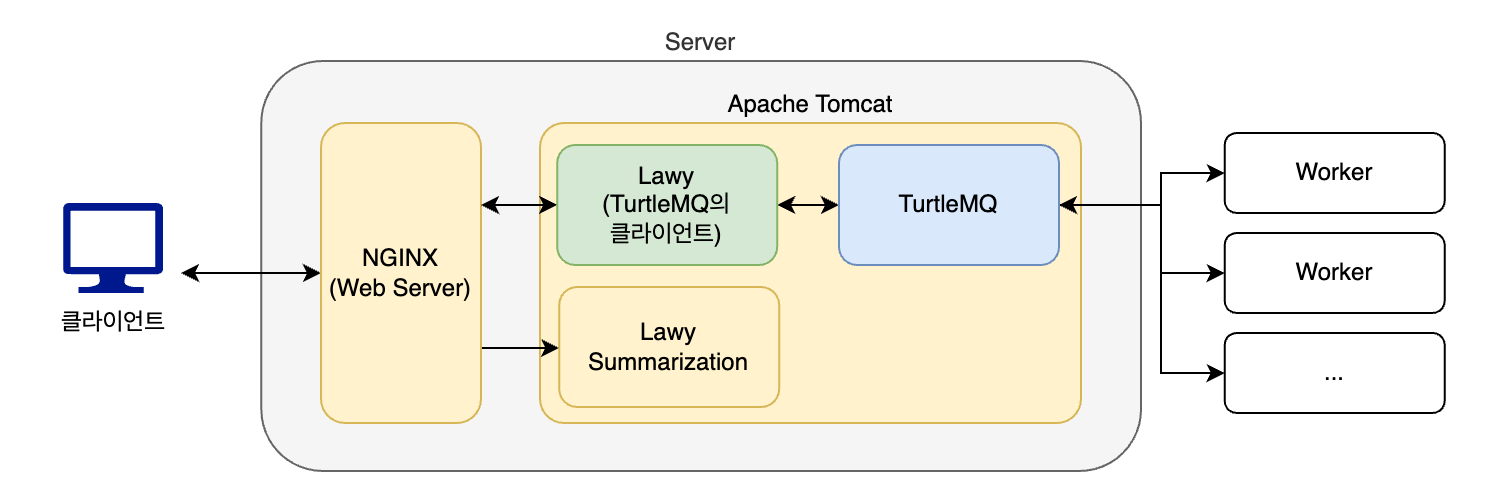 Server
Apache Tomcat
클라이언트
NGINX
(Web Server)
Lawy
(TurtleMQ의
클라이언트)
TurtleMQ
Lawy
Summarization
Worker
Worker
...